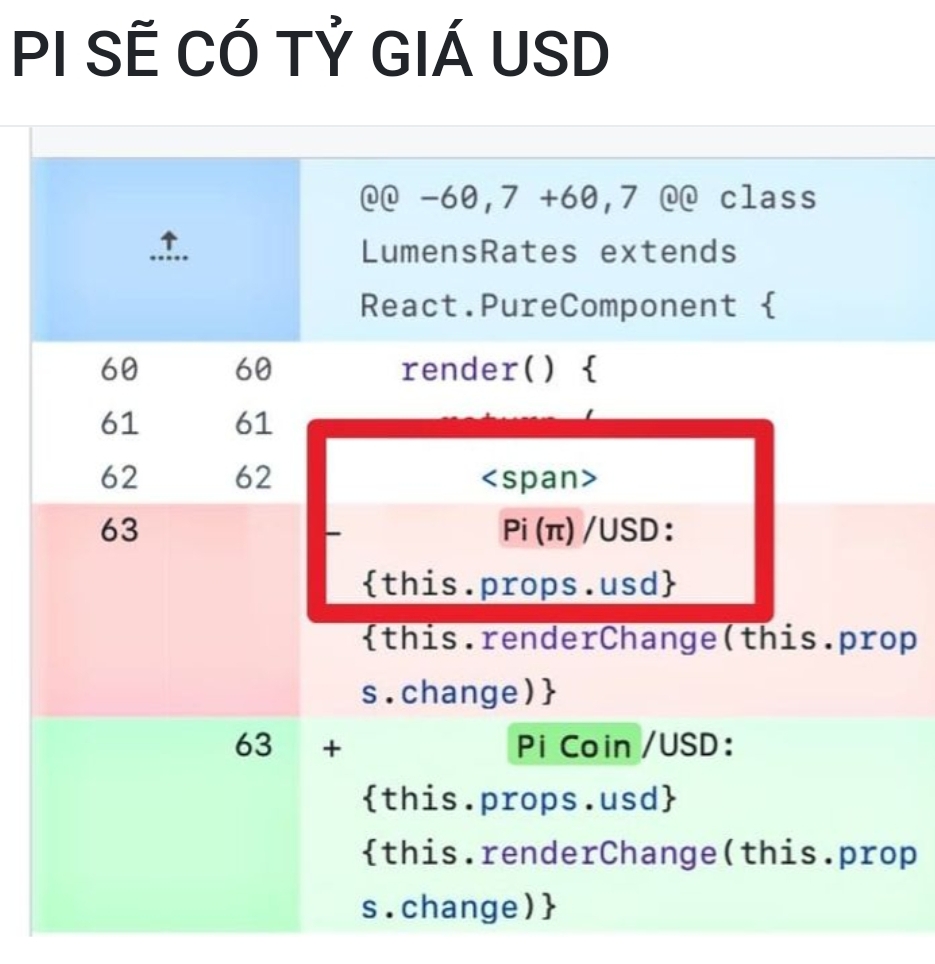 PI SẼ CÓ TỶ GIÁ USD
@@ -60,7 +60,7 @@ class
LumensRates extends
React.PureComponent {
60 60 render() {
61 61 return (
62 62 <span>
63 - Pi(π)/USD:
{this.props.usd}
{this.renderChange(this.prop
s.change)}
63 + Pi Coin/USD:
{this.props.usd}
{this.renderChange(this.prop
s.change)}